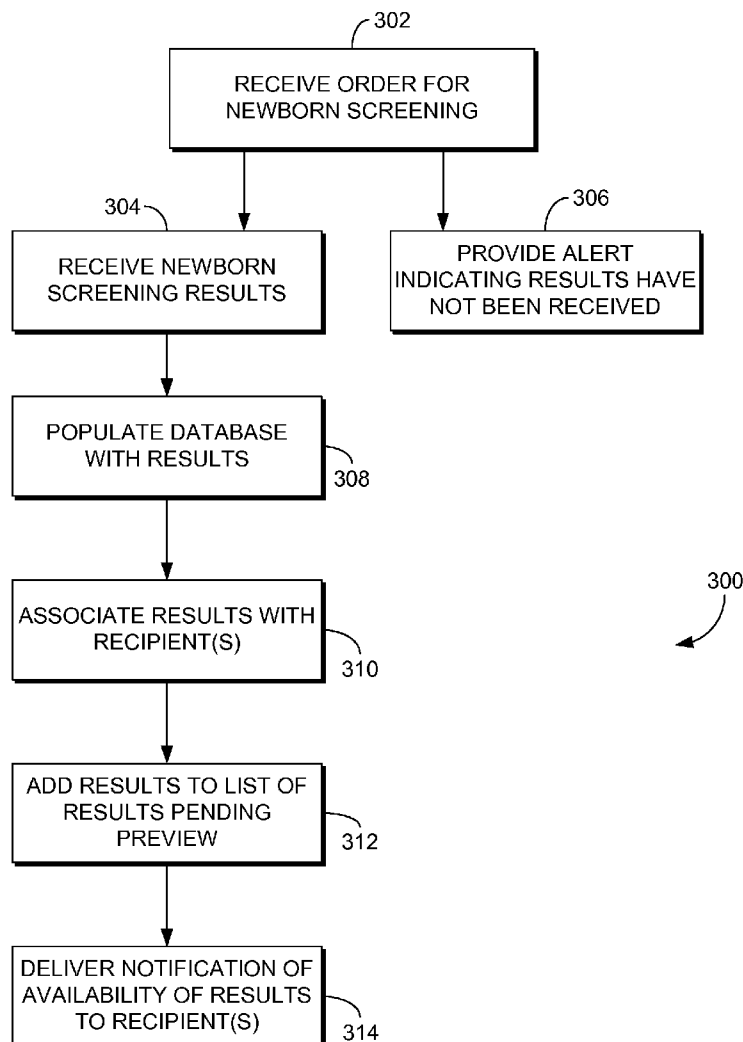 302
RECEIVE ORDER FOR
NEWBORN SCREENING
304
RECEIVE NEWBORN
SCREENING RESULTS
306
PROVIDE ALERT
INDICATING RESULTS HAVE
NOT BEEN RECEIVED
POPULATE DATABASE
WITH RESULTS
308
ASSOCIATE RESULTS WITH
RECIPIENT(S)
310
300
ADD RESULTS TO LIST OF
RESULTS PENDING
PREVIEW
312
DELIVER NOTIFICATION OF
AVAILABILITY OF RESULTS
TO RECIPIENT(S)
314